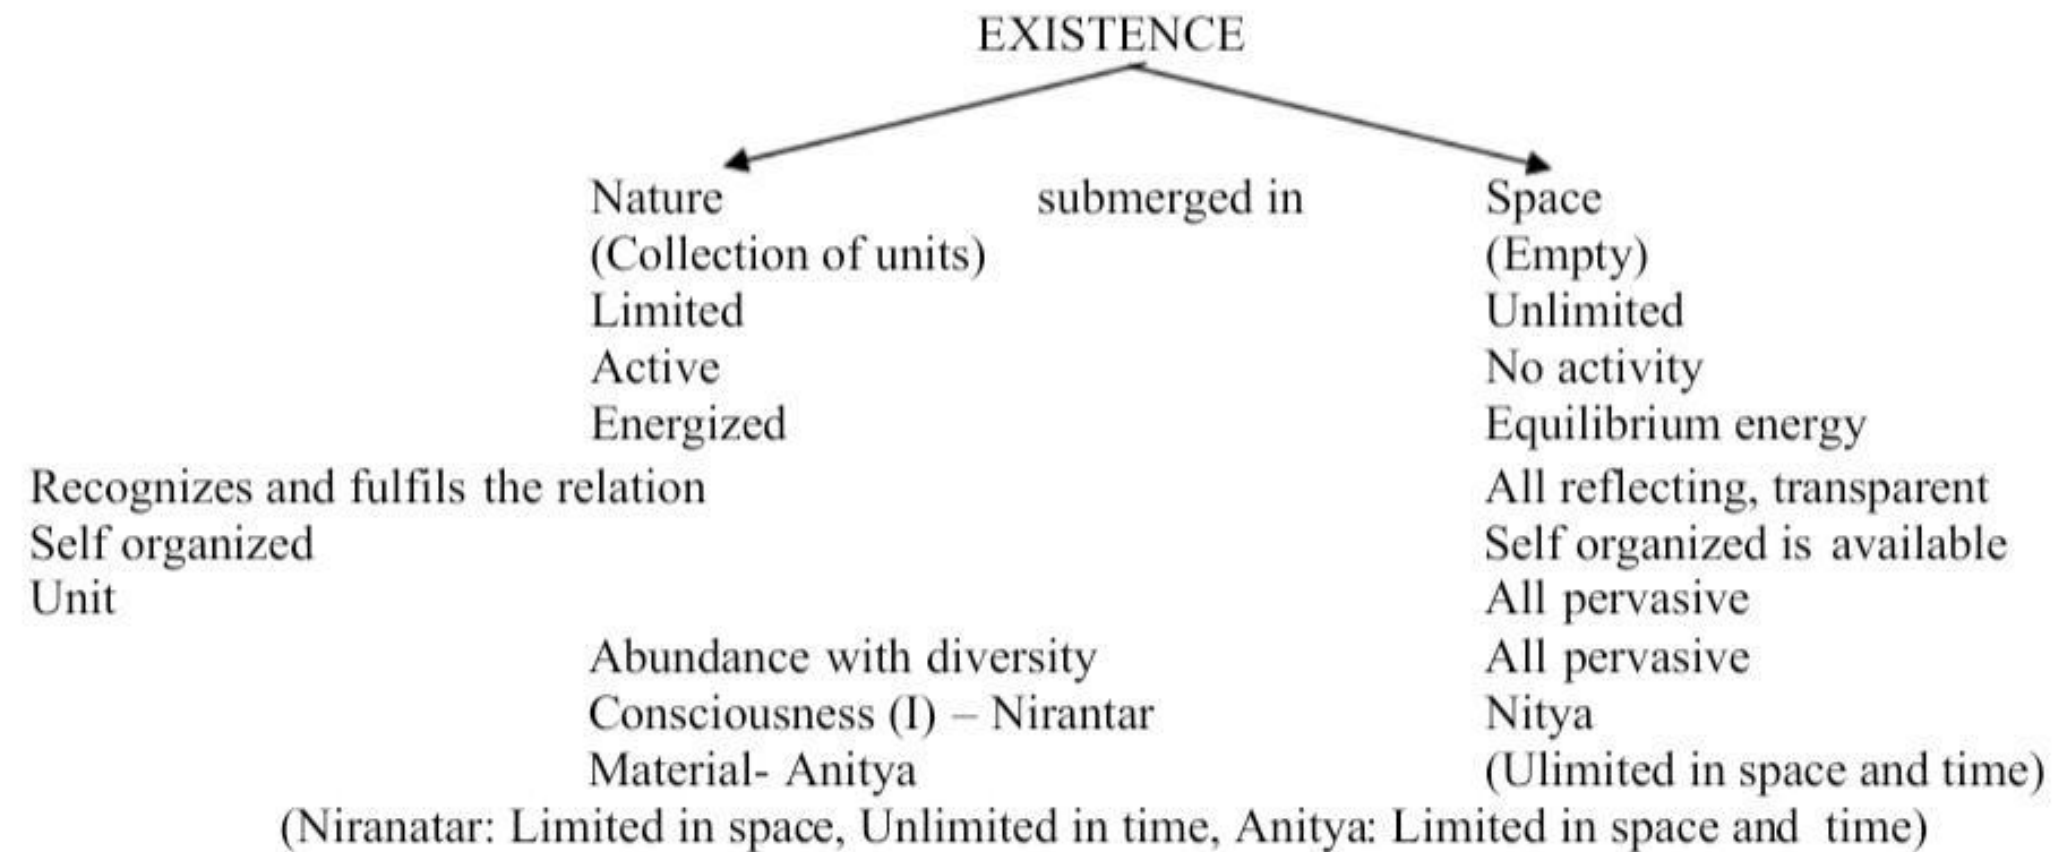 EXISTENCE
Nature submerged in Space
(Collection of units) (Empty)
Limited Unlimited
Active No activity
Energized Equilibrium energy
Recognizes and fulfils the relation All reflecting, transparent
Self organized Self organized is available
Unit All pervasive
Abundance with diversity All pervasive
Consciousness (I) – Nirantar Nitya
Material- Anitya (Ulimited in space and time)
(Niranatar: Limited in space, Unlimited in time, Anitya: Limited in space and time)